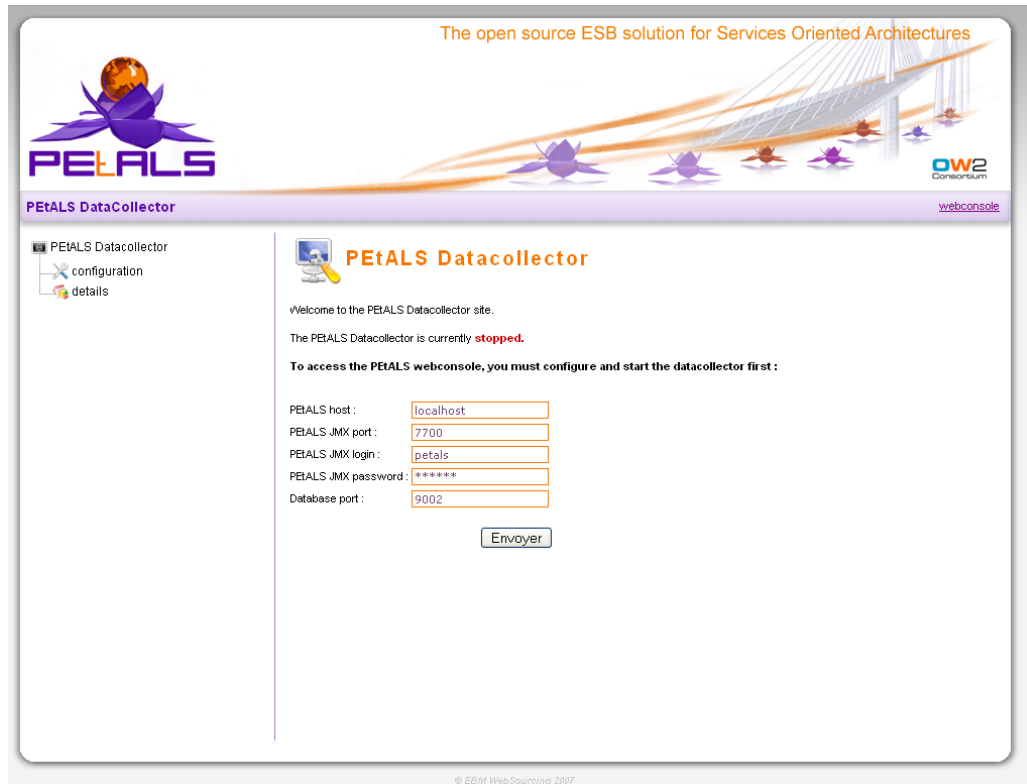 The open source ESB solution for Services Oriented Architectures
PEtALS
OW2
Consortium
PEtALS DataCollector
webconsole
PEtALS Datacollector
configuration
details
PEtALS Datacollector
Welcome to the PEtALS Datacollector site.
The PEtALS Datacollector is currently stopped.
To access the PEtALS webconsole, you must configure and start the datacollector first :
PEtALS host : localhost
PEtALS JMX port : 7700
PEtALS JMX login : petals
PEtALS JMX password : ******
Database port : 9002
Envoyer
© EBM WebSourcing 2007